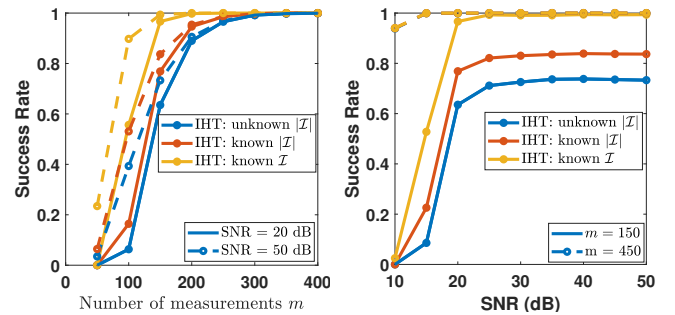 Success Rate
1
0.8
0.6
0.4
0.2
0
0
100
200
300
400
Number of measurements m
IHT: unknown |𝓘|
IHT: known |𝓘|
IHT: known 𝓘
SNR = 20 dB
SNR = 50 dB
Success Rate
1
0.8
0.6
0.4
0.2
0
10
20
30
40
50
SNR (dB)
IHT: unknown |𝓘|
IHT: known |𝓘|
IHT: known 𝓘
m = 150
m = 450